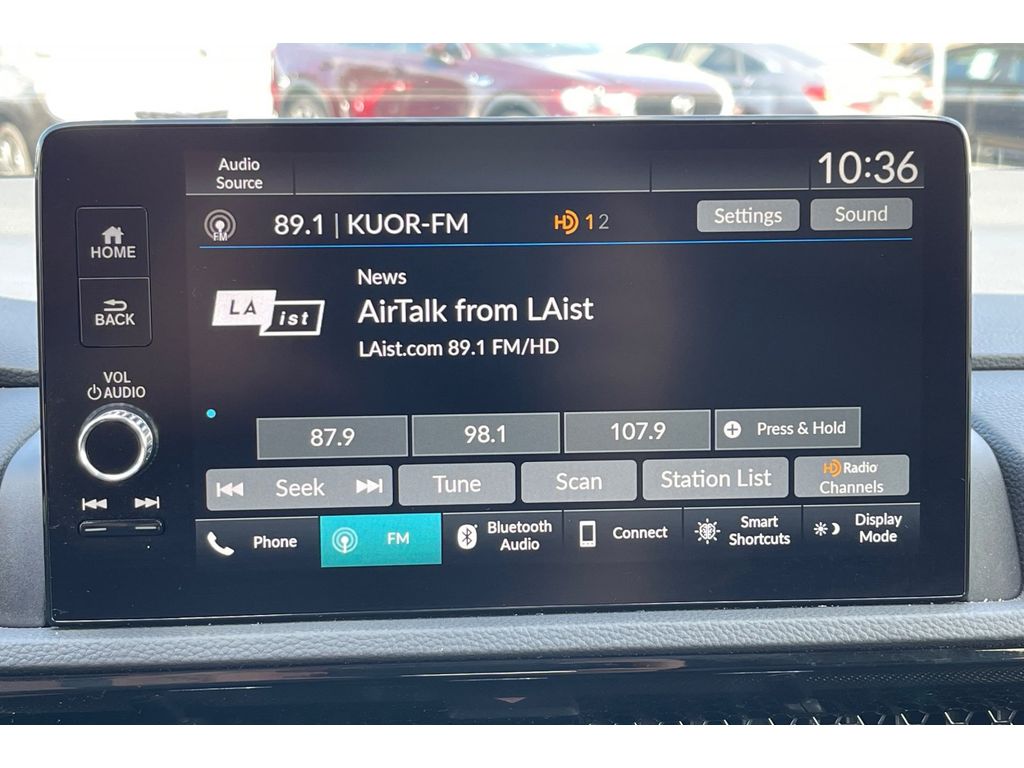 Audio
Source
10:36
FM
89.1 | KUOR-FM
HD 1 2
Settings
Sound
HOME
BACK
VOL
AUDIO
LA
ist
News
AirTalk from LAist
LAist.com 89.1 FM/HD
87.9
98.1
107.9
Press & Hold
Seek
Tune
Scan
Station List
HD Radio
Channels
Phone
FM
Bluetooth
Audio
Connect
Smart
Shortcuts
Display
Mode